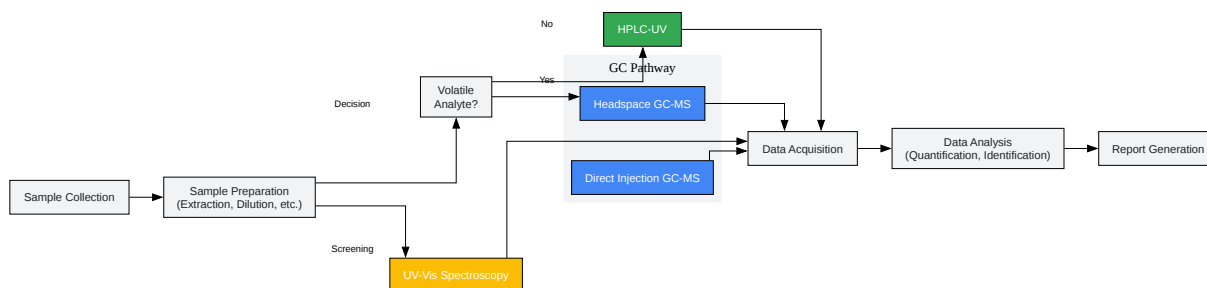 No
HPLC-UV
GC Pathway
Yes
Volatile
Analyte?
Decision
Headspace GC-MS
Data Acquisition
Data Analysis
(Quantification, Identification)
Report Generation
Direct Injection GC-MS
Sample Collection
Sample Preparation
(Extraction, Dilution, etc.)
Screening
UV-Vis Spectroscopy